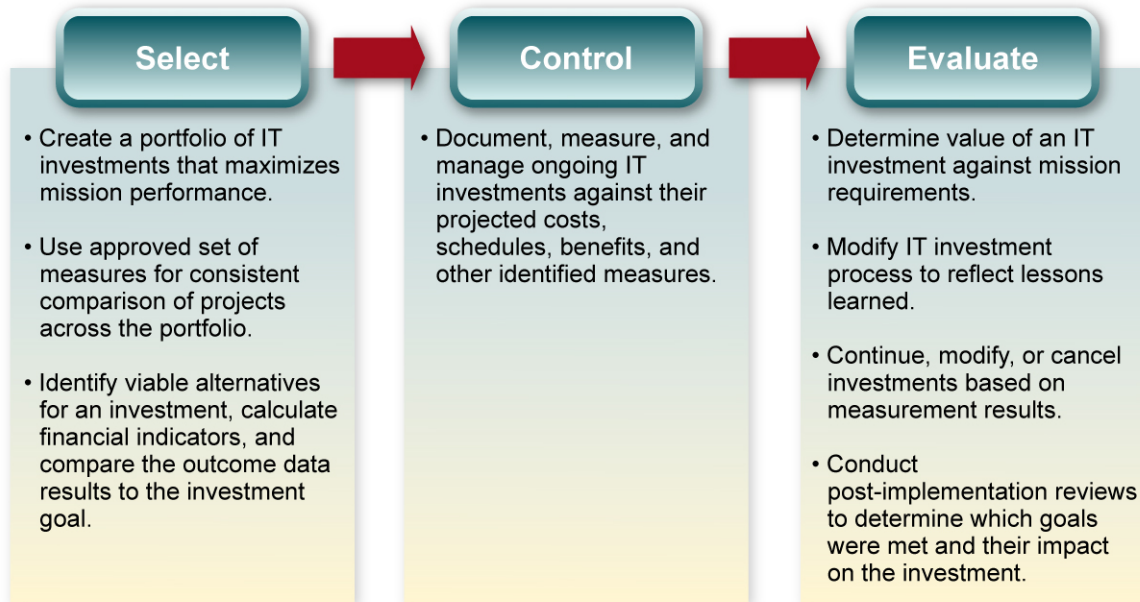 Select
• Create a portfolio of IT
investments that maximizes
mission performance.
• Use approved set of
measures for consistent
comparison of projects
across the portfolio.
• Identify viable alternatives
for an investment, calculate
financial indicators, and
compare the outcome data
results to the investment
goal.
Control
• Document, measure, and
manage ongoing IT
investments against their
projected costs,
schedules, benefits, and
other identified measures.
Evaluate
• Determine value of an IT
investment against mission
requirements.
• Modify IT investment
process to reflect lessons
learned.
• Continue, modify, or cancel
investments based on
measurement results.
• Conduct
post-implementation reviews
to determine which goals
were met and their impact
on the investment.